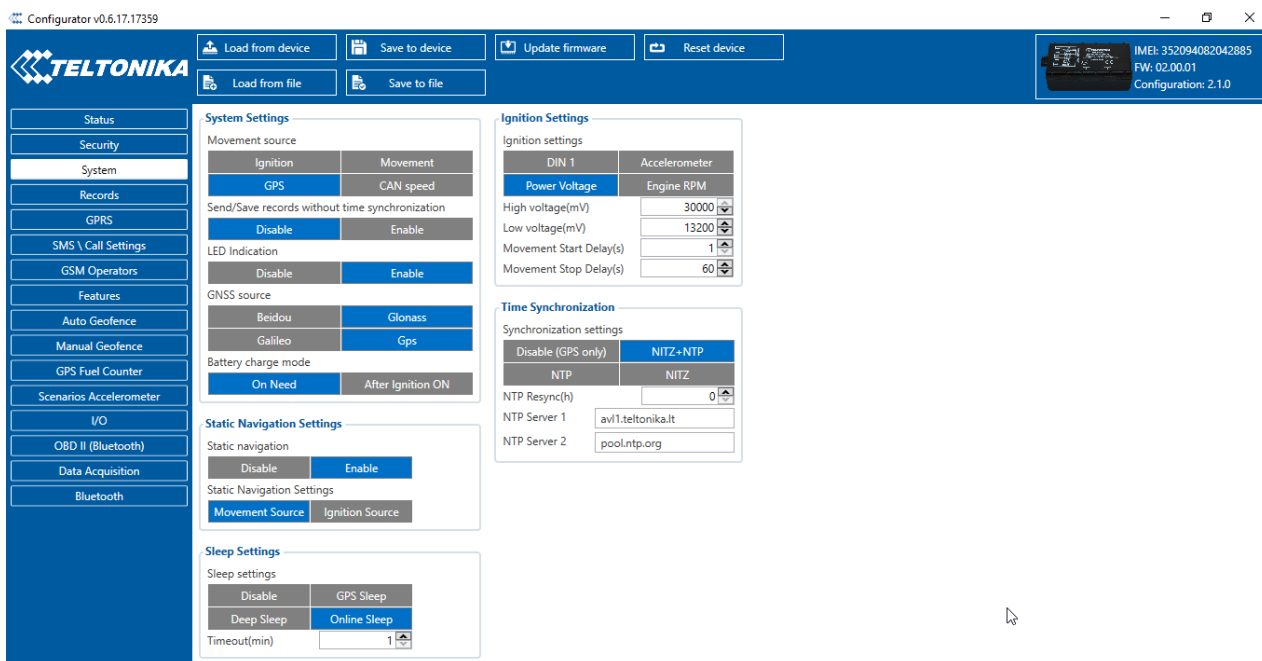 Configurator v0.6.17.17359
TELTONIKA
Load from device
Save to device
Update firmware
Reset device
Load from file
Save to file
IMEI: 352094082042885
FW: 02.00.01
Configuration: 2.1.0
Status
Security
System
Records
GPRS
SMS \ Call Settings
GSM Operators
Features
Auto Geofence
Manual Geofence
GPS Fuel Counter
Scenarios Accelerometer
I/O
OBD II (Bluetooth)
Data Acquisition
Bluetooth
System Settings
Movement source
Ignition Movement
GPS CAN speed
Send/Save records without time synchronization
Disable Enable
LED Indication
Disable Enable
GNSS source
Beidou Glonass
Galileo Gps
Battery charge mode
On Need After Ignition ON
Static Navigation Settings
Static navigation
Disable Enable
Static Navigation Settings
Movement Source Ignition Source
Sleep Settings
Sleep settings
Disable GPS Sleep
Deep Sleep Online Sleep
Timeout(min) 1
Ignition Settings
Ignition settings
DIN 1 Accelerometer
Power Voltage Engine RPM
High voltage(mV) 30000
Low voltage(mV) 13200
Movement Start Delay(s) 1
Movement Stop Delay(s) 60
Time Synchronization
Synchronization settings
Disable (GPS only) NITZ+NTP
NTP NITZ
NTP Resync(h) 0
NTP Server 1 avl1.teltonika.lt
NTP Server 2 pool.ntp.org